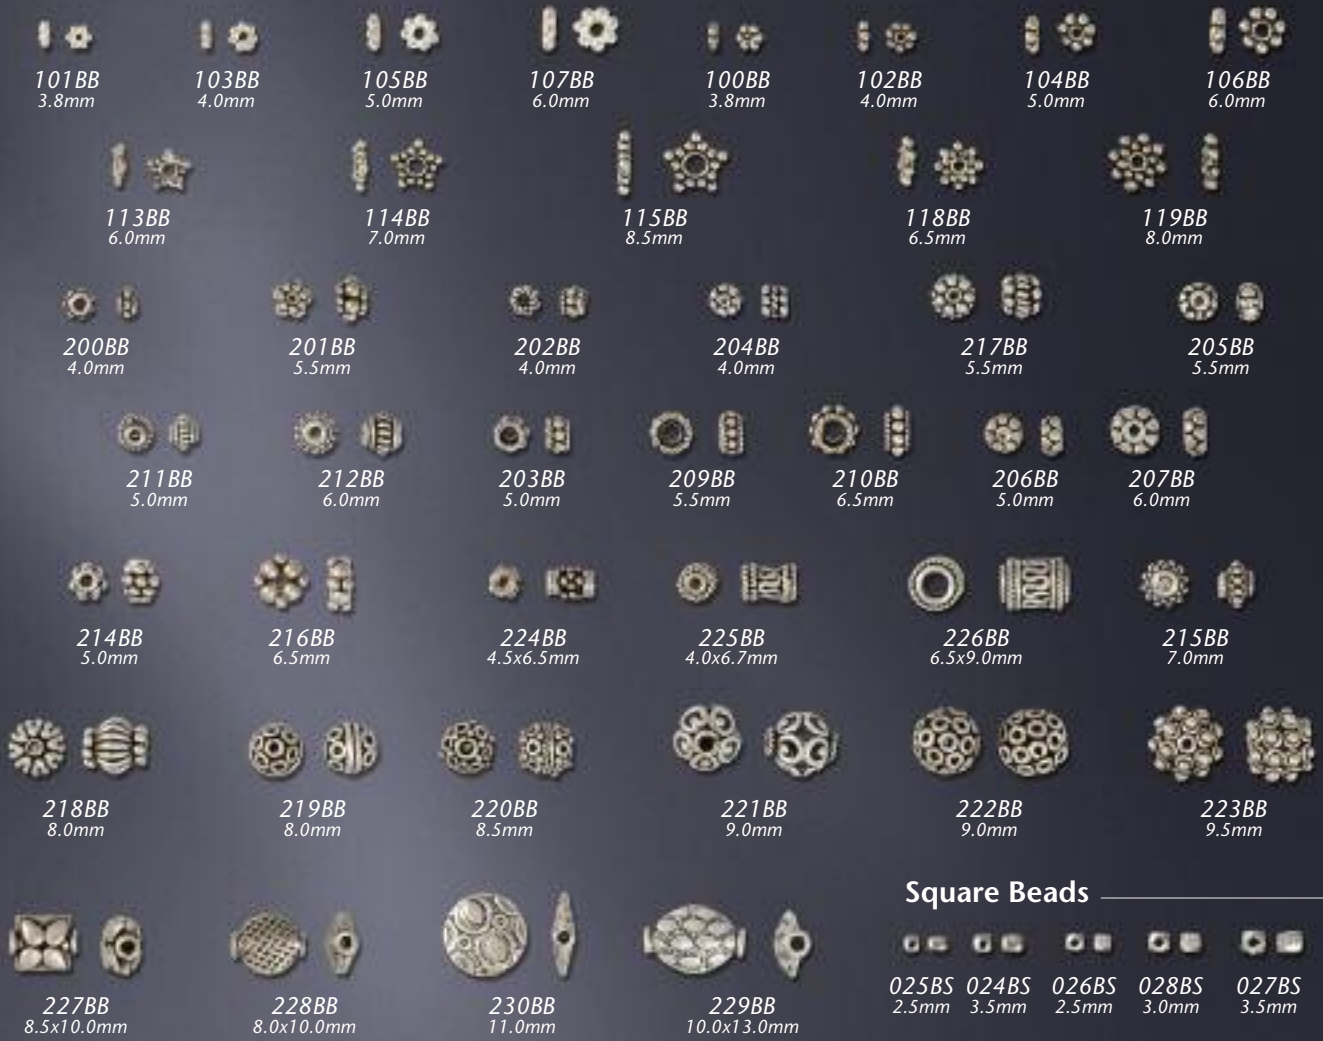 101BB 103BB 105BB 107BB 100BB 102BB 104BB 106BB
3.8mm 4.0mm 5.0mm 6.0mm 3.8mm 4.0mm 5.0mm 6.0mm
113BB 114BB 115BB 118BB 119BB
6.0mm 7.0mm 8.5mm 6.5mm 8.0mm
200BB 201BB 202BB 204BB 217BB 205BB
4.0mm 5.5mm 4.0mm 4.0mm 5.5mm 5.5mm
211BB 212BB 203BB 209BB 210BB 206BB 207BB
5.0mm 6.0mm 5.0mm 5.5mm 6.5mm 5.0mm 6.0mm
214BB 216BB 224BB 225BB 226BB 215BB
5.0mm 6.5mm 4.5x6.5mm 4.0x6.7mm 6.5x9.0mm 7.0mm
218BB 219BB 220BB 221BB 222BB 223BB
8.0mm 8.0mm 8.5mm 9.0mm 9.0mm 9.5mm
Square Beads
025BS 024BS 026BS 028BS 027BS
2.5mm 3.5mm 2.5mm 3.0mm 3.5mm
227BB 228BB 230BB 229BB
8.5x10.0mm 8.0x10.0mm 11.0mm 10.0x13.0mm